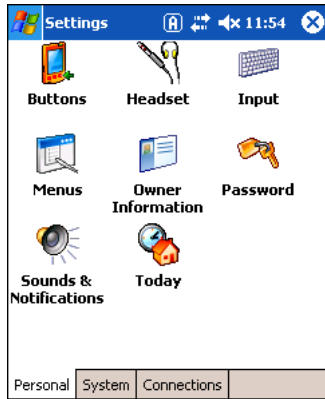 Settings A 11:54
Buttons Headset Input
Menus Owner Information Password
Sounds & Notifications Today
Personal System Connections